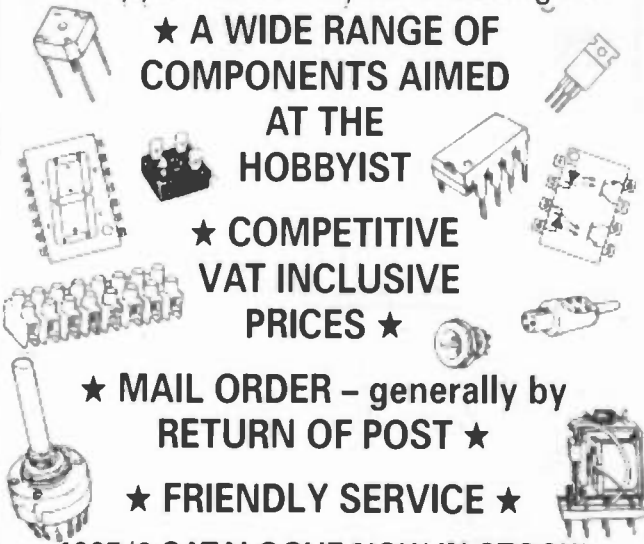 ★ A WIDE RANGE OF
COMPONENTS AIMED
AT THE
HOBBYIST
★ COMPETITIVE
VAT INCLUSIVE
PRICES ★
★ MAIL ORDER – generally by
RETURN OF POST ★
★ FRIENDLY SERVICE ★